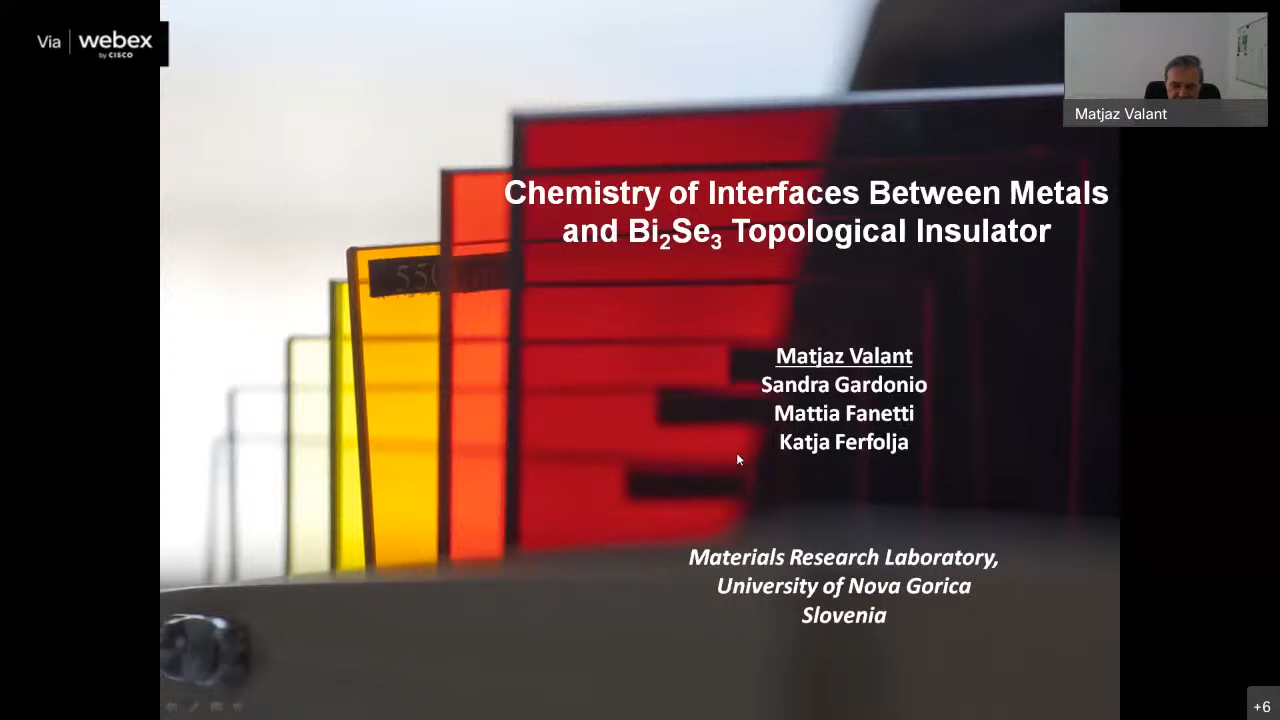 Via webex
by CISCO
Matjaz Valant
Chemistry of Interfaces Between Metals
and Bi₂Se₃ Topological Insulator
Matjaz Valant
Sandra Gardonio
Mattia Fanetti
Katja Ferfolja
Materials Research Laboratory,
University of Nova Gorica
Slovenia
+6